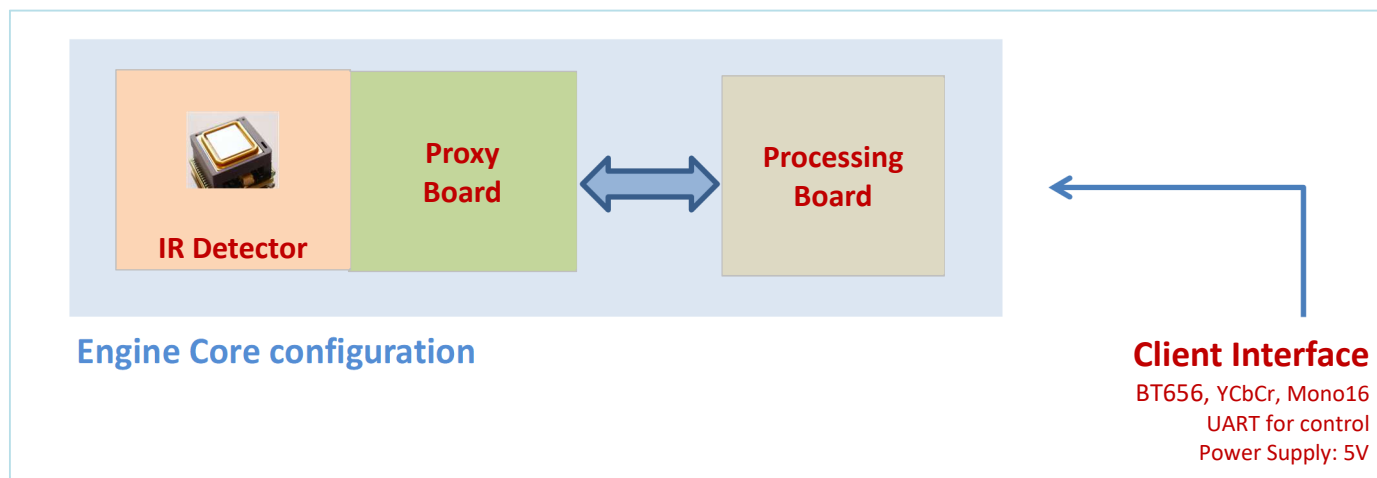 IR Detector
Proxy
Board
Processing
Board
Engine Core configuration
Client Interface
BT656, YCbCr, Mono16
UART for control
Power Supply: 5V